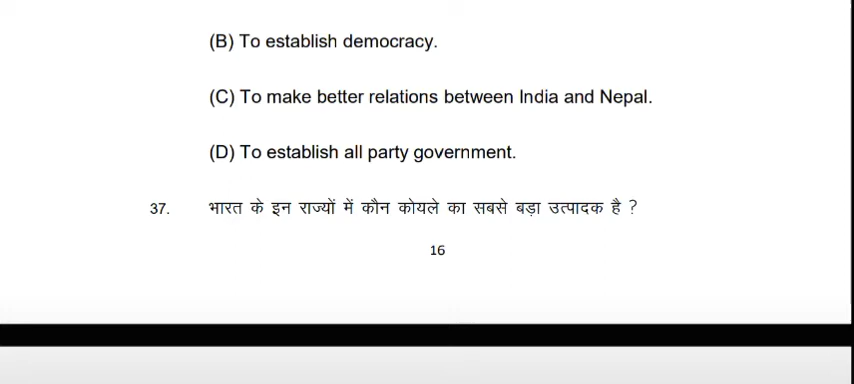 (B) To establish democracy.
(C) To make better relations between India and Nepal.
(D) To establish all party government.
37. भारत के इन राज्यों में कौन कोयले का सबसे बड़ा उत्पादक है ?
16